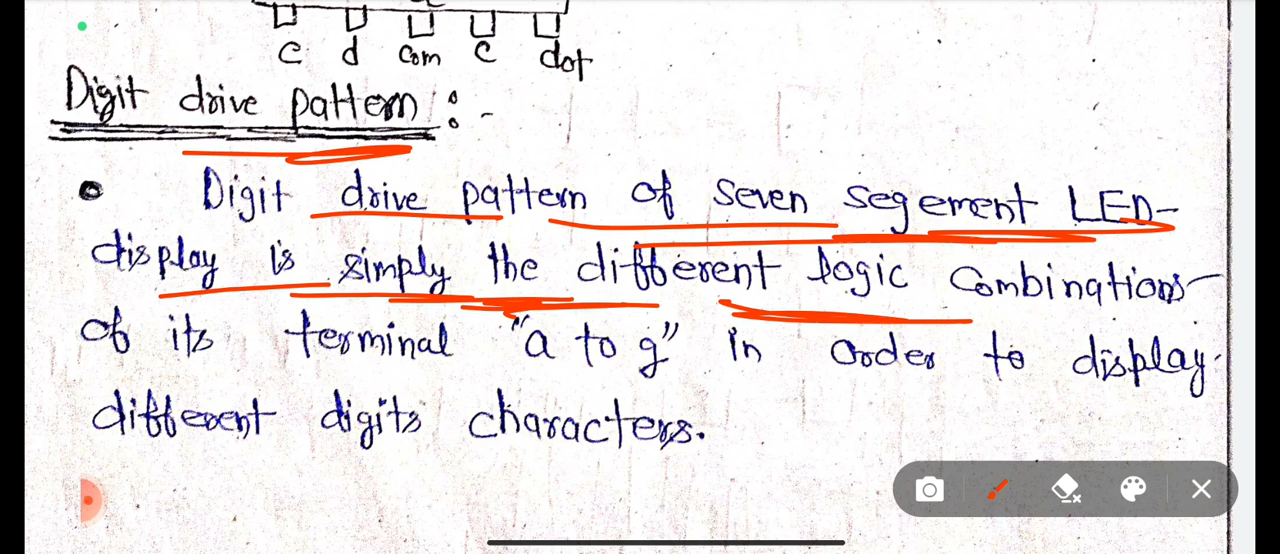 c d com e dot
Digit drive pattern :-
• Digit drive pattern of seven segement LED-
display is simply the different logic combinations-
of its terminal "a to g" in order to display
different digits characters.